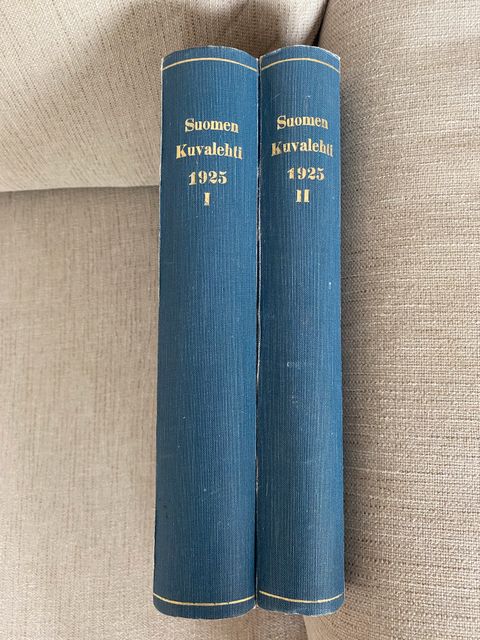 Suomen
Kuvalehti
1925
I
Suomen
Kuvalehti
1925
II